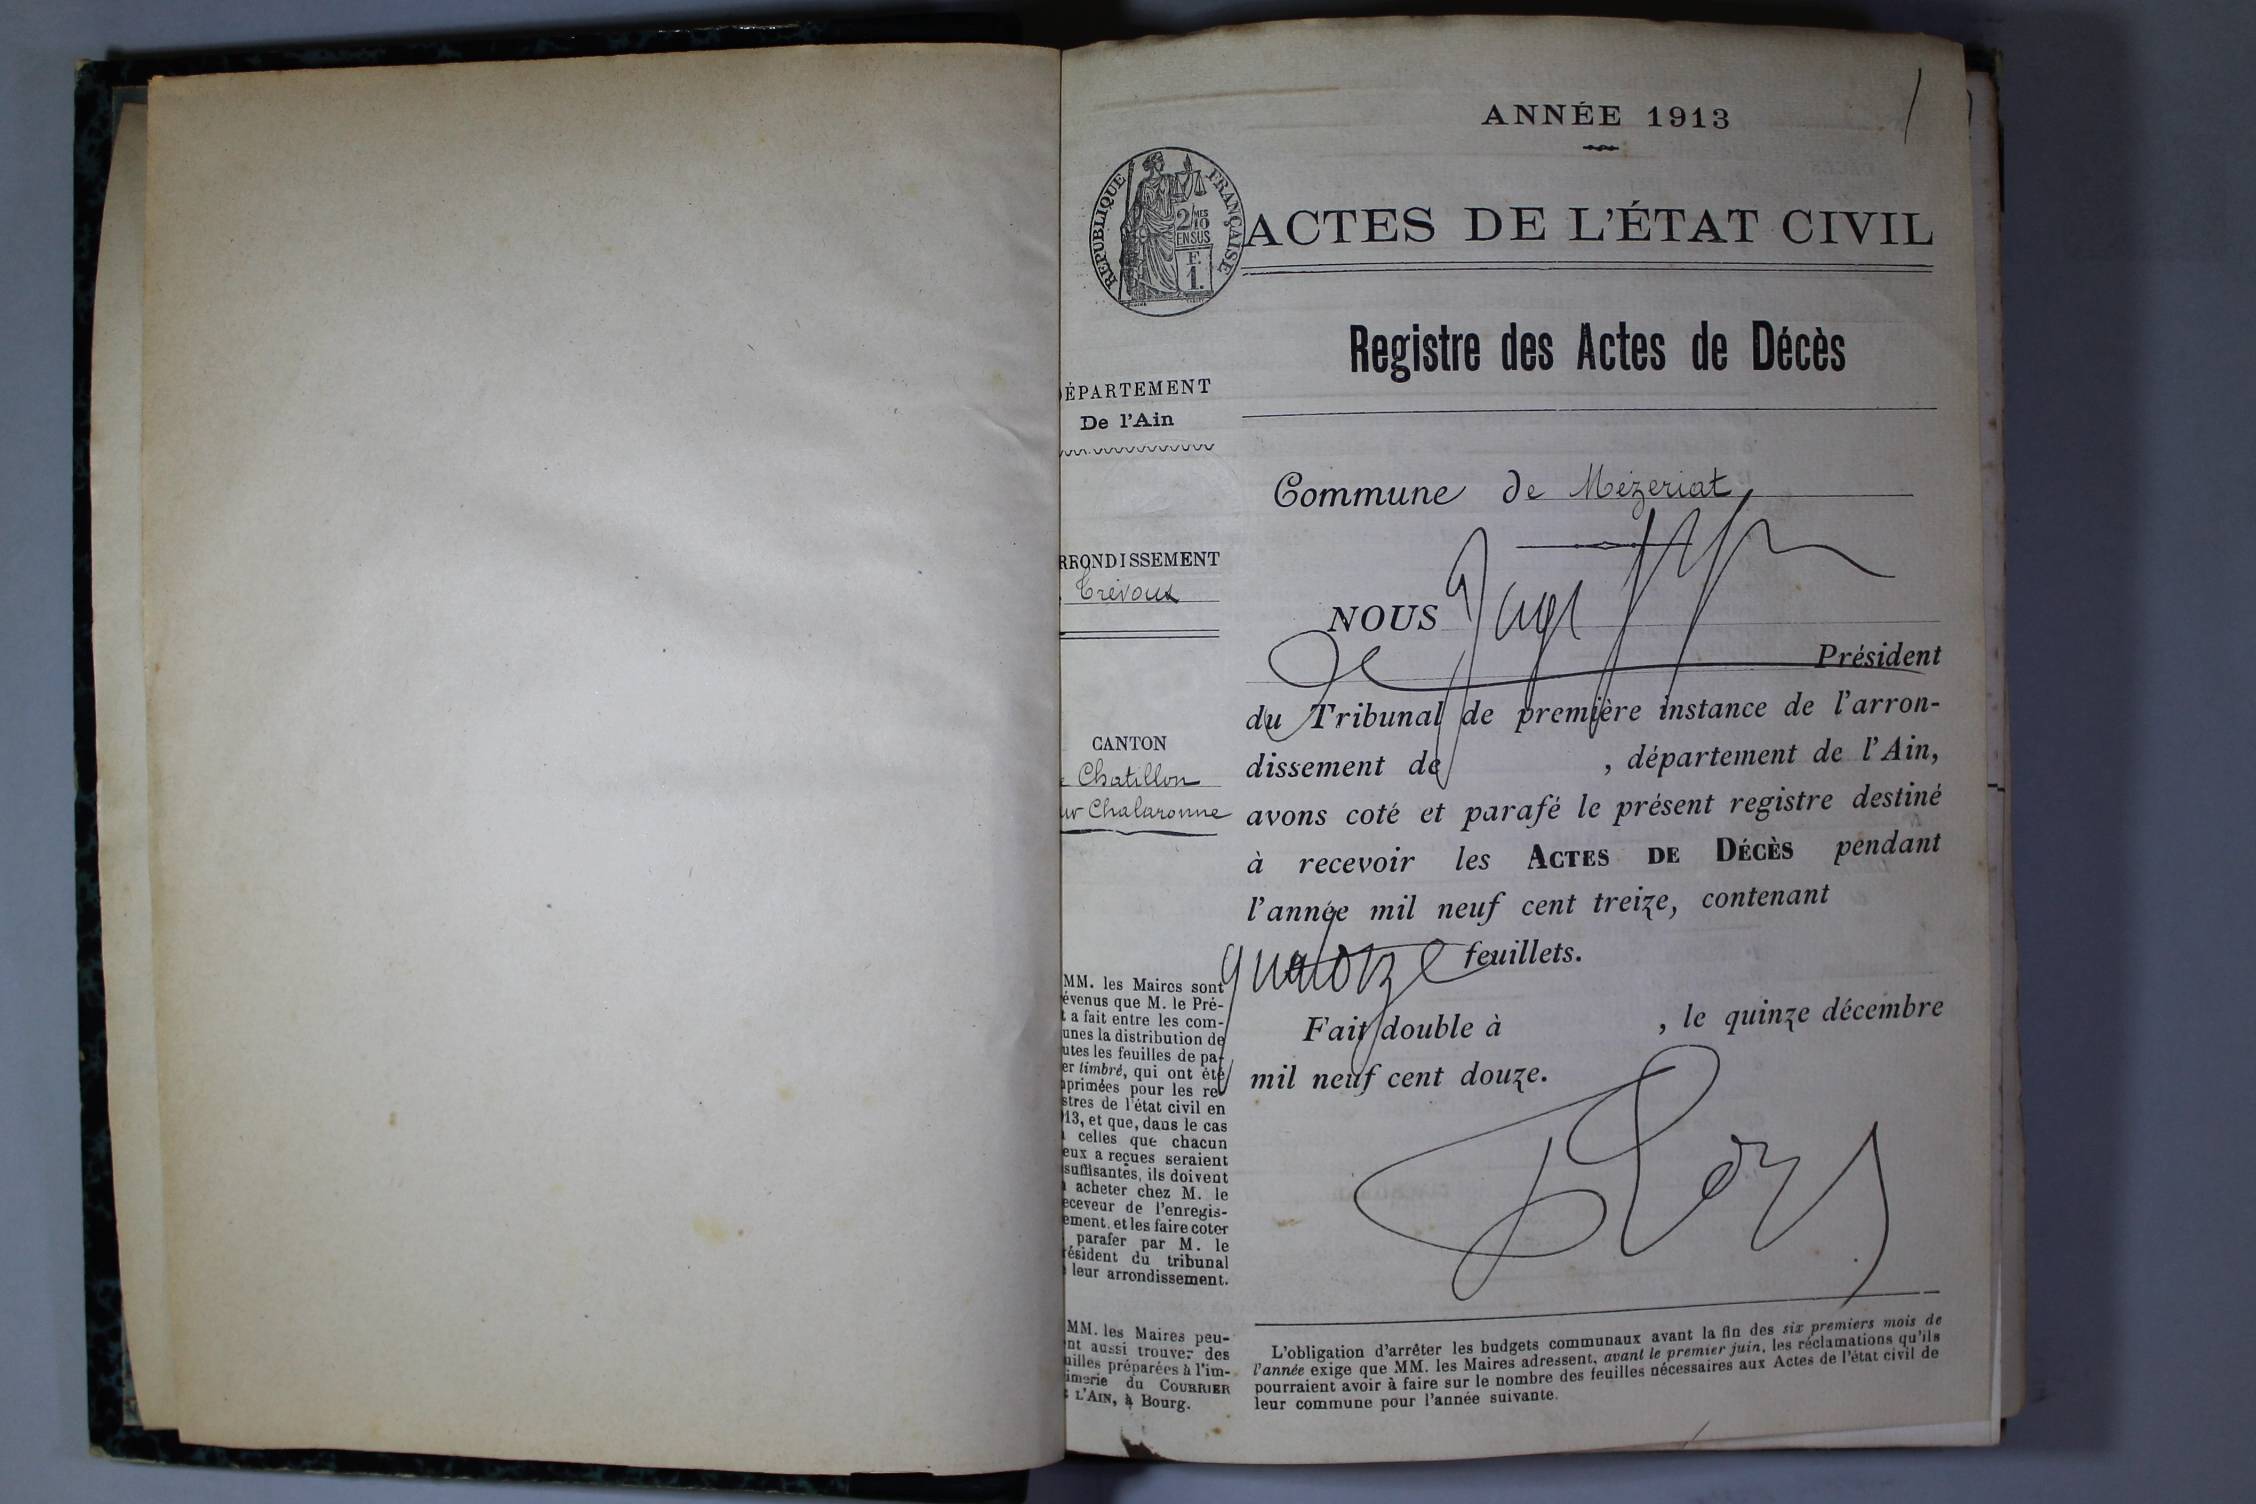 ANNÉE 1913
RÉPUBLIQUE FRANÇAISE
2/MES 10
EN SUS
F.
1.
ACTES DE L'ÉTAT CIVIL
Registre des Actes de Décès
ÉPARTEMENT
De l'Ain
RRONDISSEMENT
Trévoux
CANTON
Chatillon
Chalaronne
MM. les Maires sont
évenus que M. le Pré-
t a fait entre les com-
unes la distribution de
utes les feuilles de pa-
er timbré, qui ont été
primées pour les re-
stres de l'état civil en
13, et que, dans le cas
celles que chacun
eux a reçues seraient
suffisantes, ils doivent
acheter chez M. le
eceveur de l'enregis-
ement, et les faire coter
parafer par M. le
résident du tribunal
leur arrondissement.
MM. les Maires peu-
nt aussi trouver des
uilles préparées à l'im-
imerie du COURRIER
L'AIN, à Bourg.
Commune de Mézeriat
NOUS Juge
Président
du Tribunal de première instance de l'arron-
dissement de , département de l'Ain,
avons coté et parafé le présent registre destiné
à recevoir les ACTES DE DÉCÈS pendant
l'année mil neuf cent treize, contenant
quatorze feuillets.
Fait double à , le quinze décembre
mil neuf cent douze.
L'obligation d'arrêter les budgets communaux avant la fin des six premiers mois de
l'année exige que MM. les Maires adressent, avant le premier juin, les réclamations qu'ils
pourraient avoir à faire sur le nombre des feuilles nécessaires aux Actes de l'état civil de
leur commune pour l'année suivante.